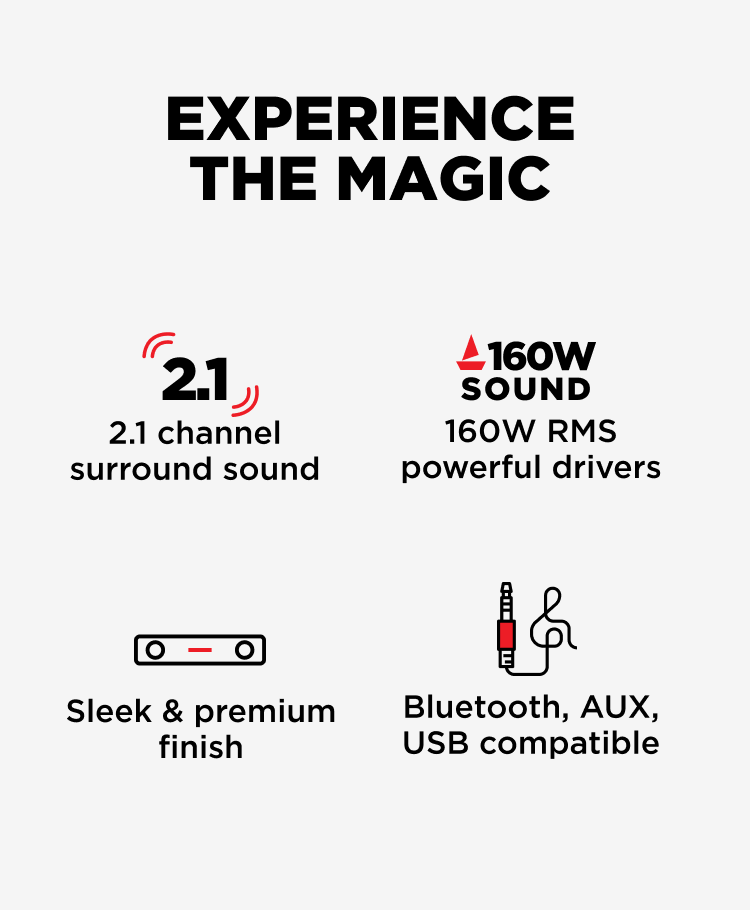 EXPERIENCE
THE MAGIC
2.1
2.1 channel
surround sound
160W
SOUND
160W RMS
powerful drivers
Sleek & premium
finish
Bluetooth, AUX,
USB compatible